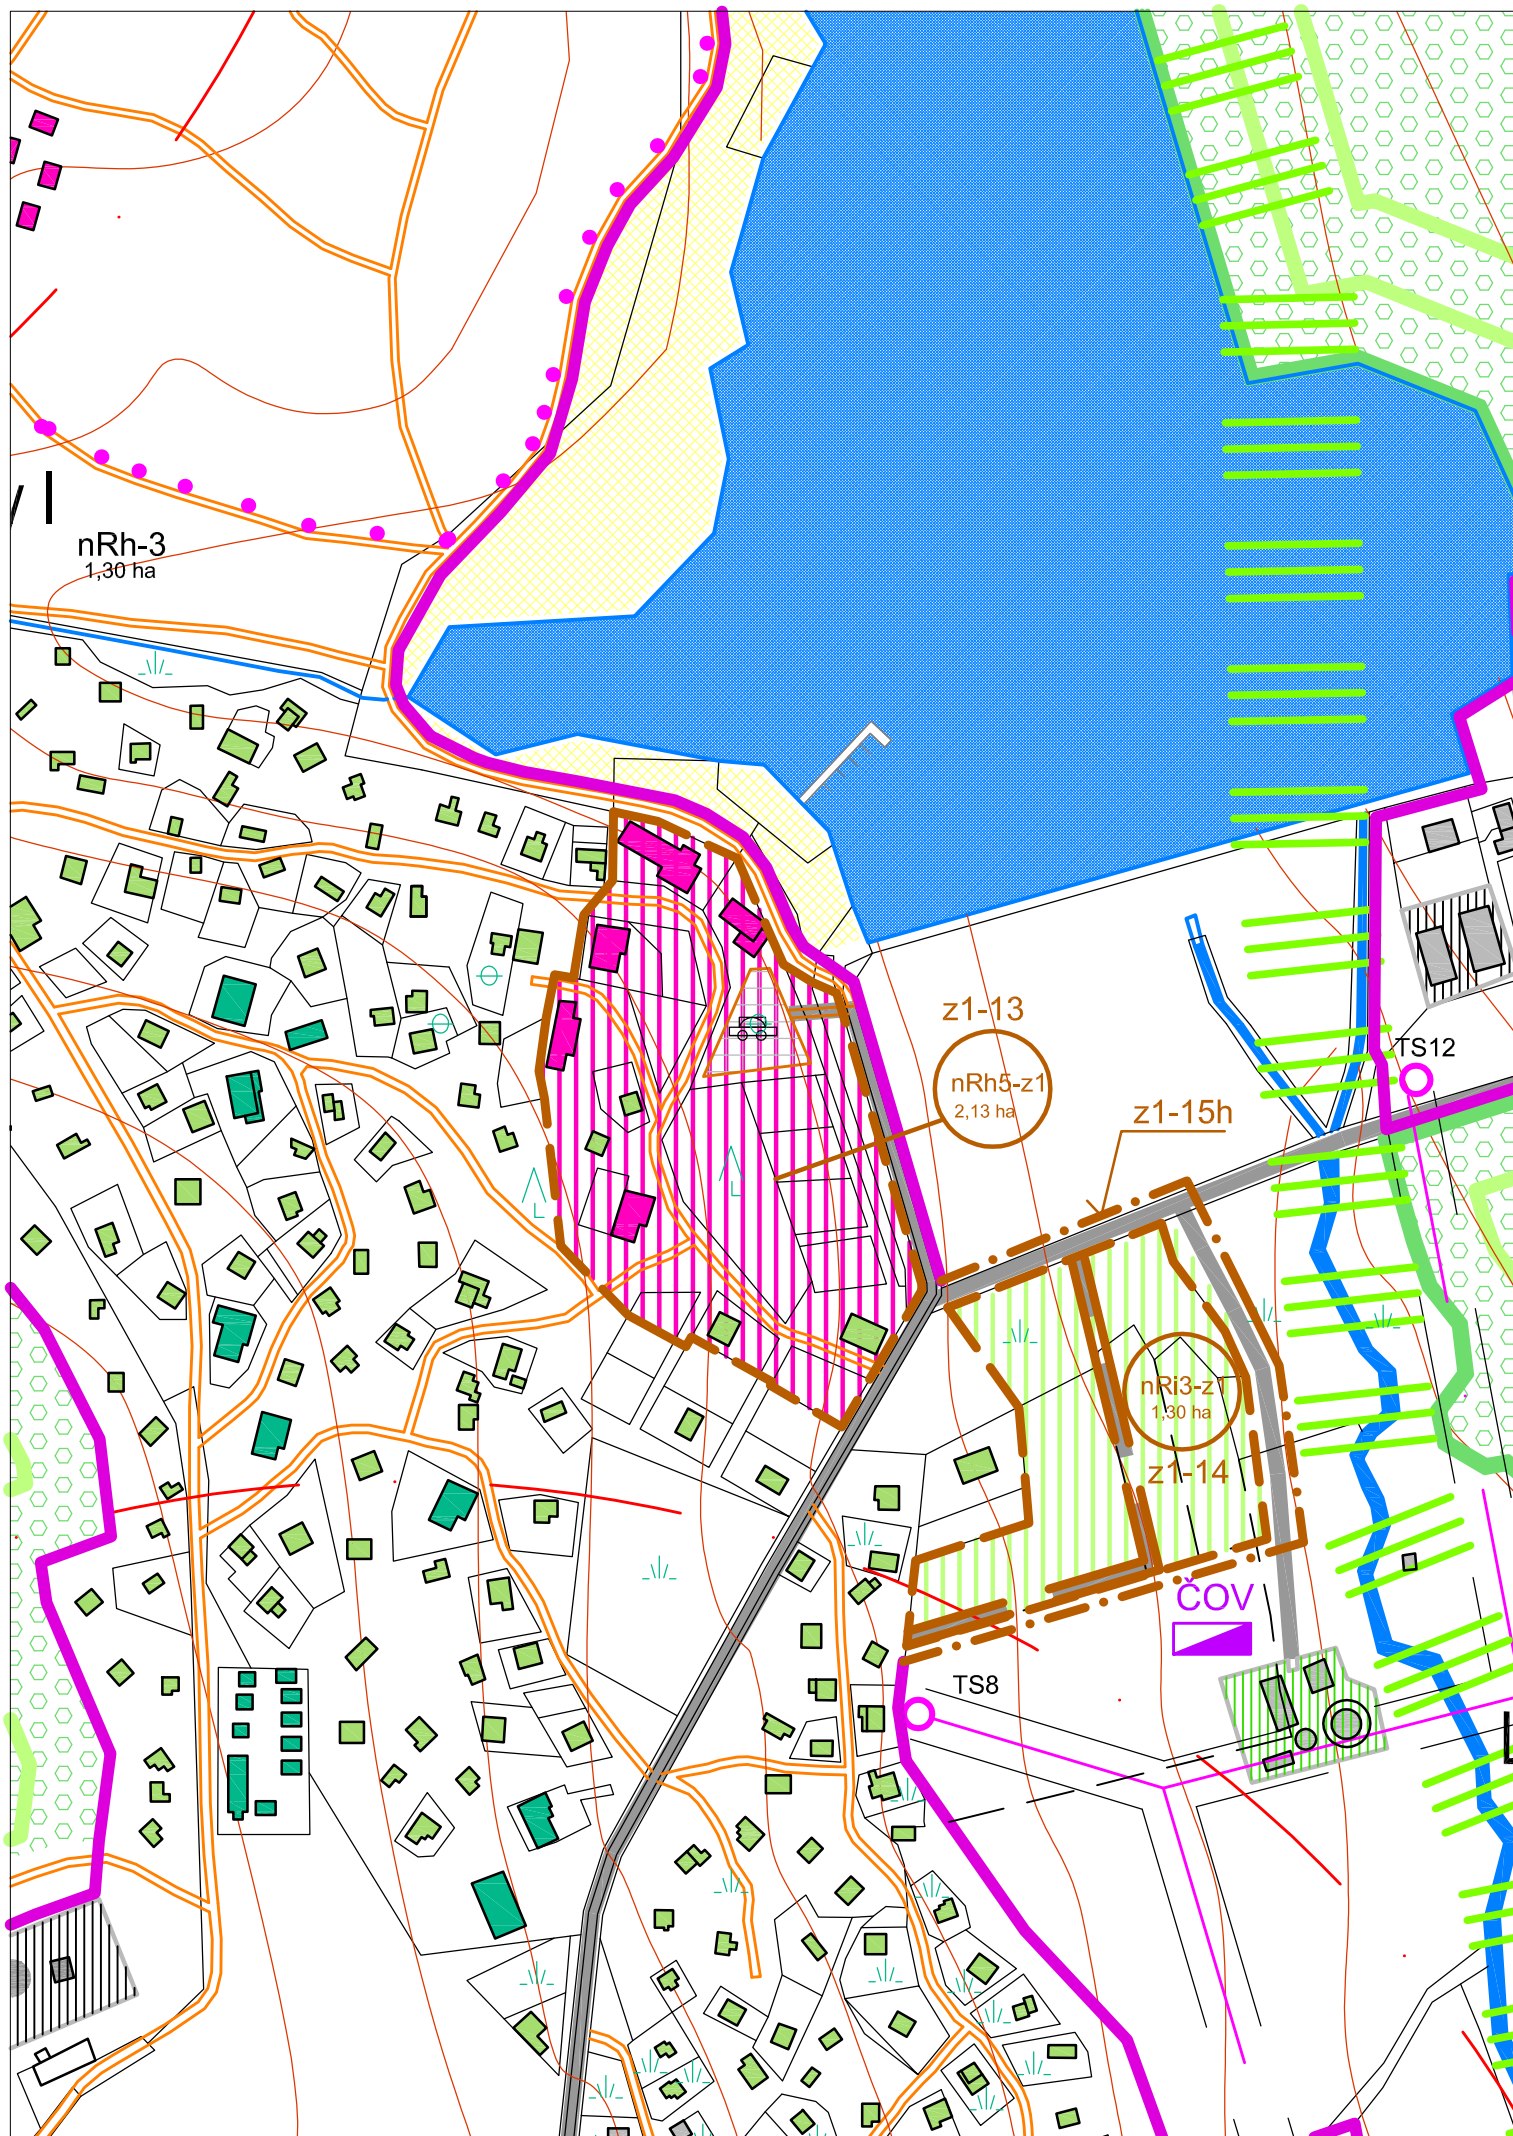 nRh-3
1,30 ha
z1-13
nRh5-z1
2,13 ha
z1-15h
TS12
nRi3-z1
1,30 ha
z1-14
ČOV
TS8